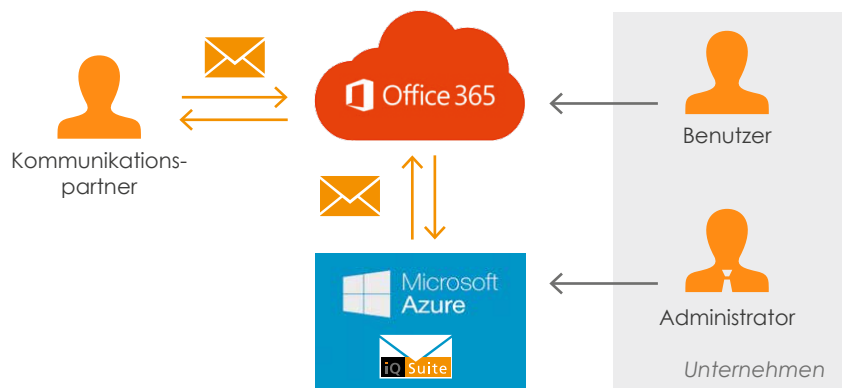 Office 365
Kommunikations-
partner
Benutzer
Microsoft
Azure
iQ Suite
Administrator
Unternehmen